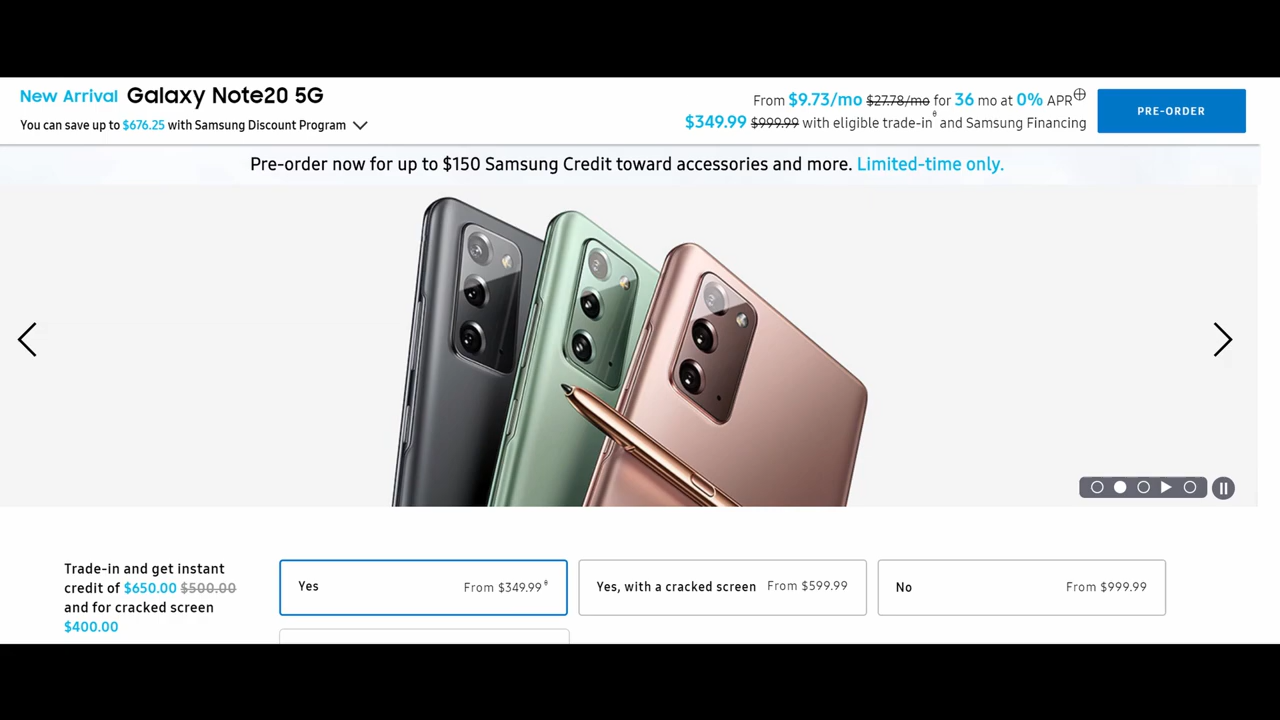 New Arrival Galaxy Note20 5G
You can save up to $676.25 with Samsung Discount Program
From $9.73/mo $27.78/mo for 36 mo at 0% APR⊕
$349.99 $999.99 with eligible trade-in◊ and Samsung Financing
PRE-ORDER
Pre-order now for up to $150 Samsung Credit toward accessories and more. Limited-time only.
Trade-in and get instant
credit of $650.00 $500.00
and for cracked screen
$400.00
Yes From $349.99◊
Yes, with a cracked screen From $599.99
No From $999.99